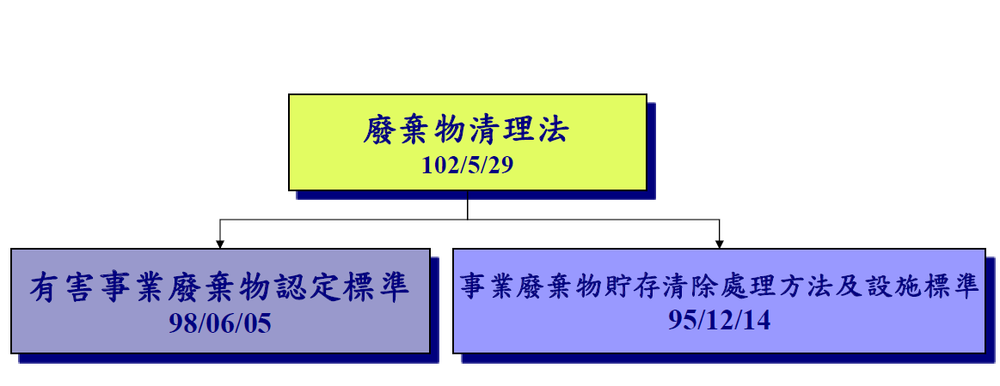 廢棄物清理法
102/5/29
有害事業廢棄物認定標準
98/06/05
事業廢棄物貯存清除處理方法及設施標準
95/12/14